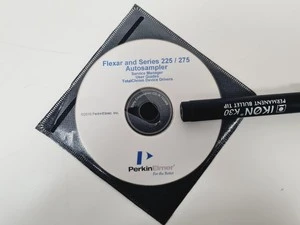 Flexar and Series 225 / 275
Autosampler
Service Manager
User Guides
TotalChrom Device Drivers
PerkinElmer
For the Better
IKON K30
PERMANENT BULLET TIP